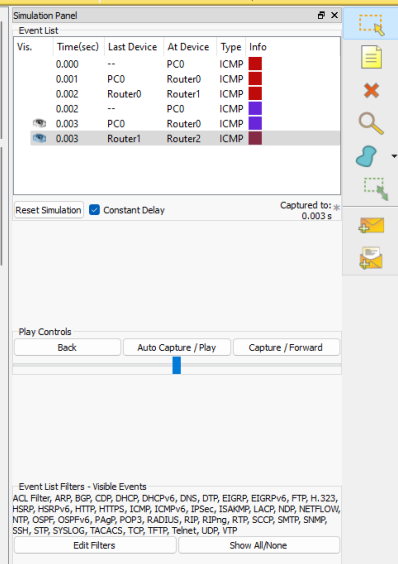 Simulation Panel
Event List
Vis. Time(sec) Last Device At Device Type Info
0.000 -- PC0 ICMP
0.001 PC0 Router0 ICMP
0.002 Router0 Router1 ICMP
0.002 -- PC0 ICMP
0.003 PC0 Router0 ICMP
0.003 Router1 Router2 ICMP
Reset Simulation Constant Delay Captured to: *
0.003 s
Play Controls
Back Auto Capture / Play Capture / Forward
Event List Filters - Visible Events
ACL Filter, ARP, BGP, CDP, DHCP, DHCPv6, DNS, DTP, EIGRP, EIGRPv6, FTP, H.323,
HSRP, HSRPv6, HTTP, HTTPS, ICMP, ICMPv6, IPSec, ISAKMP, LACP, NDP, NETFLOW,
NTP, OSPF, OSPFv6, PAgP, POP3, RADIUS, RIP, RIPng, RTP, SCCP, SMTP, SNMP,
SSH, STP, SYSLOG, TACACS, TCP, TFTP, Telnet, UDP, VTP
Edit Filters Show All/None